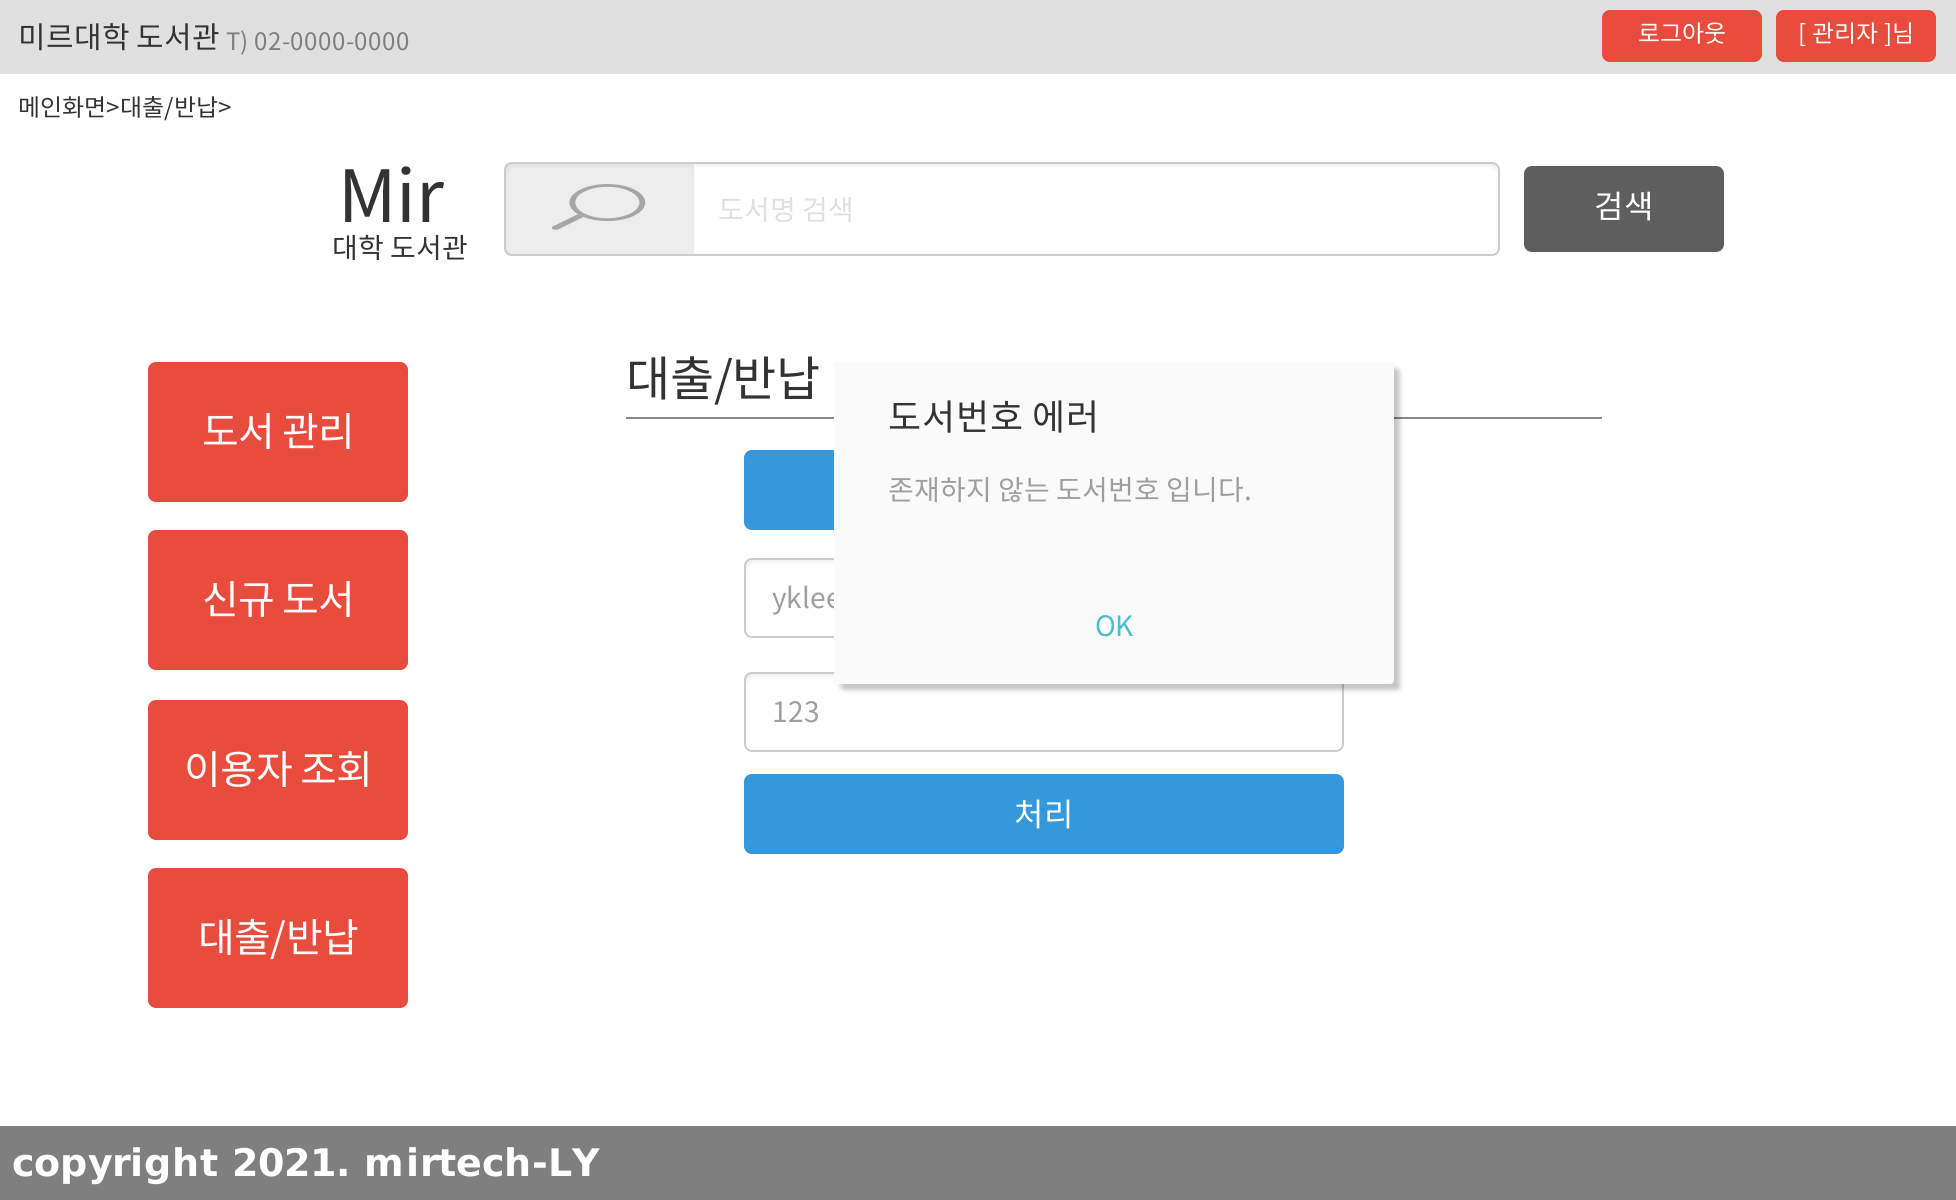 미르대학 도서관 T) 02-0000-0000
로그아웃
[ 관리자 ]님
메인화면>대출/반납>
Mir
대학 도서관
도서명 검색
검색
도서 관리
신규 도서
이용자 조회
대출/반납
대출/반납
도서번호 에러
존재하지 않는 도서번호 입니다.
OK
yklee
123
처리
copyright 2021. mirtech-LY